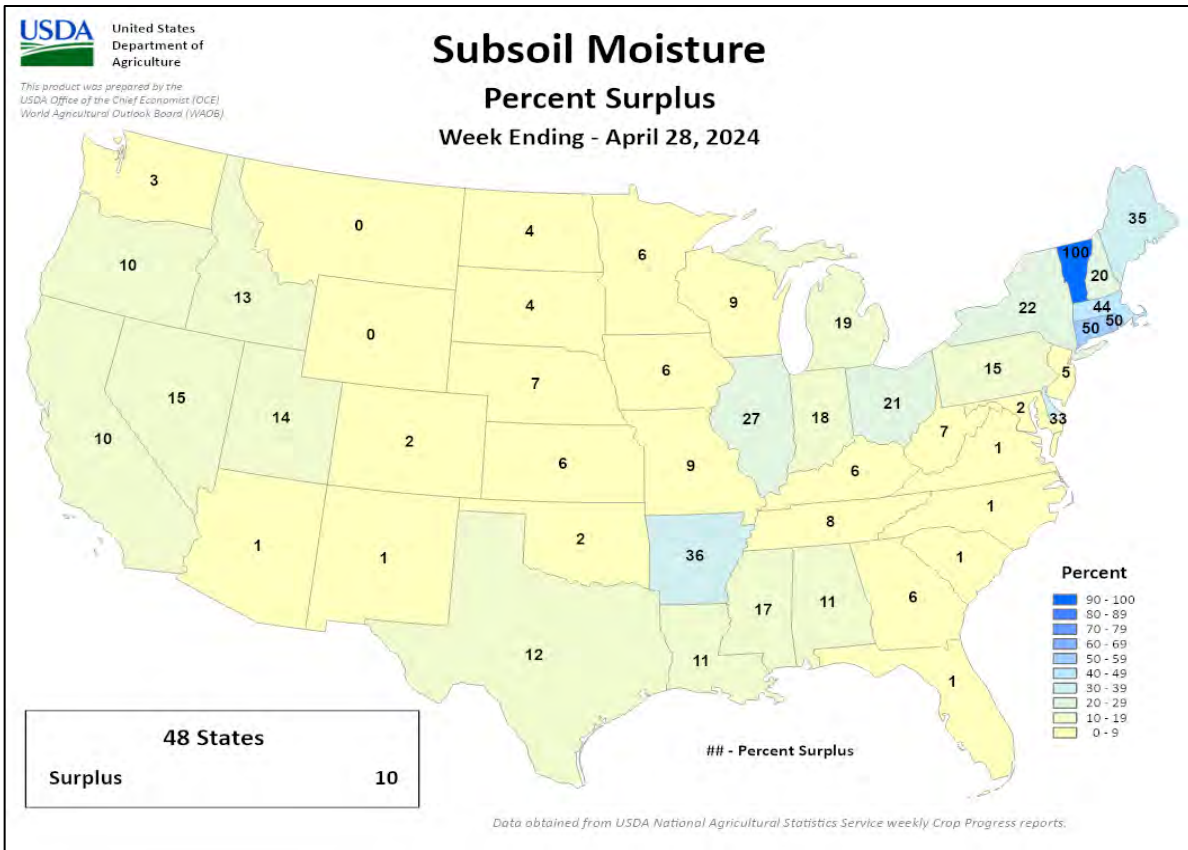 USDA
United States
Department of
Agriculture
This product was prepared by the
USDA Office of the Chief Economist (OCE)
World Agricultural Outlook Board (WAOB)
Subsoil Moisture
Percent Surplus
Week Ending - April 28, 2024
3
0
4
6
35
10
13
4
9
19
22
100
20
44
50
50
0
7
6
15
5
15
14
2
27
18
21
2
33
10
6
9
6
7
1
1
1
2
36
8
1
1
12
11
17
11
6
1
Percent
90 - 100
80 - 89
70 - 79
60 - 69
50 - 59
40 - 49
30 - 39
20 - 29
10 - 19
0 - 9
48 States
Surplus 10
## - Percent Surplus
Data obtained from USDA National Agricultural Statistics Service weekly Crop Progress reports.